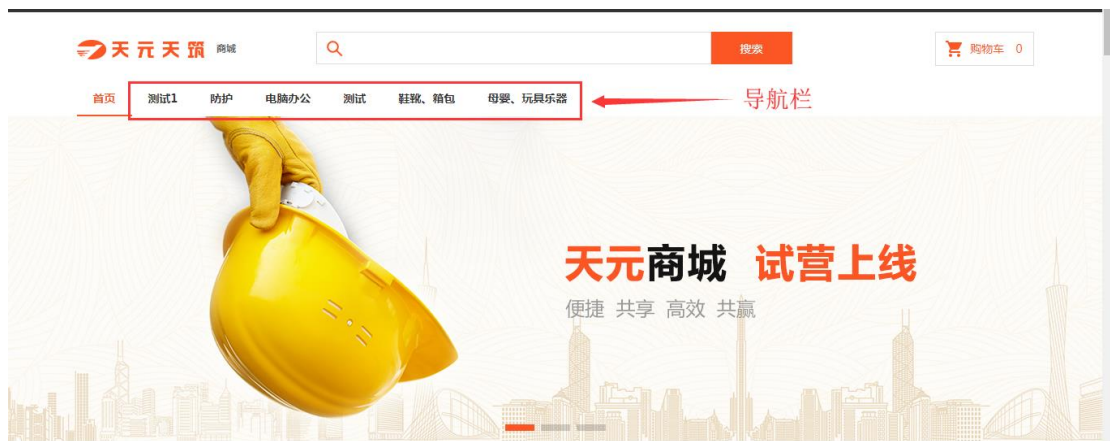 天元天筑 商城
搜索
购物车 0
首页 测试1 防护 电脑办公 测试 鞋靴、箱包 母婴、玩具乐器
导航栏
天元商城 试营上线
便捷 共享 高效 共赢